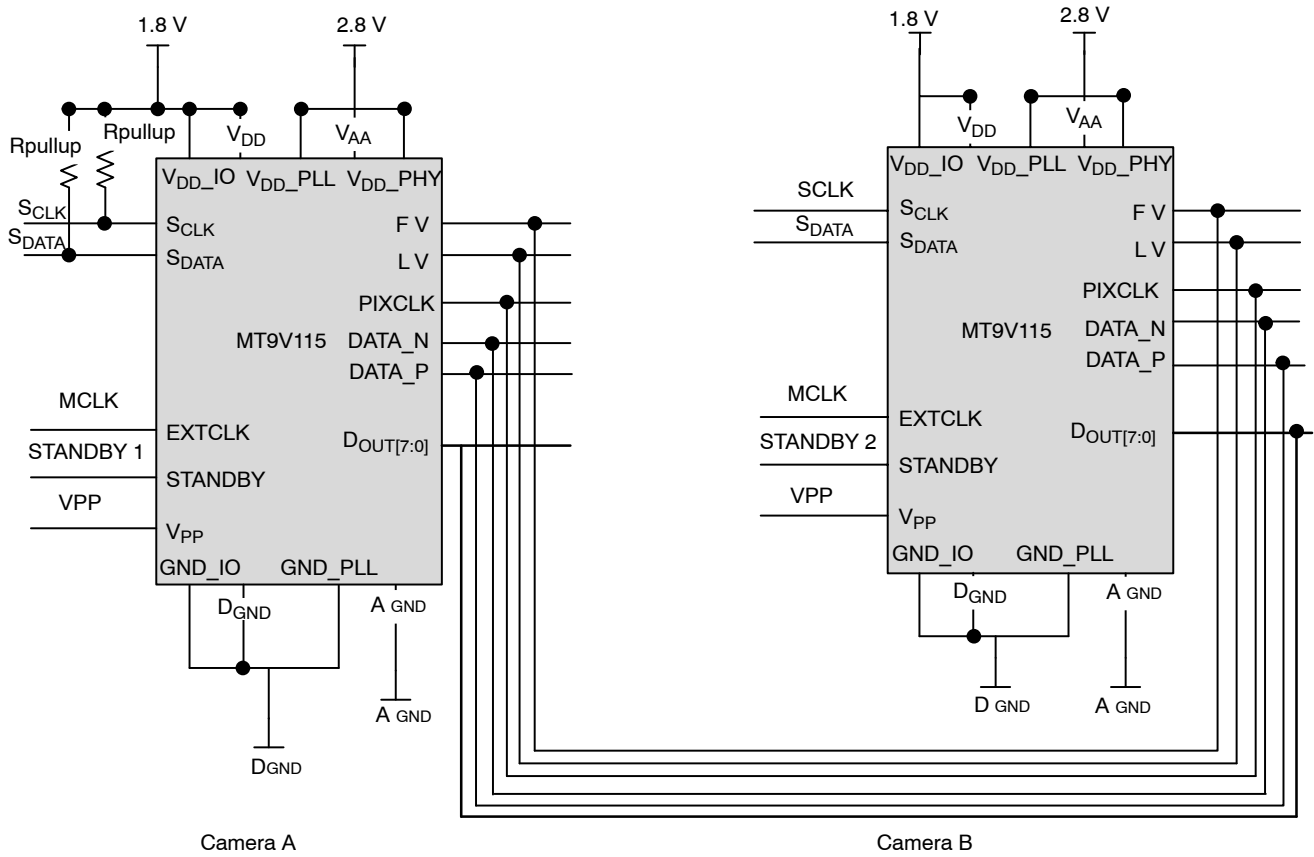 1.8 V
2.8 V
Rpullup
Rpullup
VDD
VAA
VDD_IO
VDD_PLL
VDD_PHY
SCLK
SDATA
SCLK
SDATA
F V
L V
PIXCLK
MT9V115
DATA_N
DATA_P
MCLK
EXTCLK
DOUT[7:0]
STANDBY 1
STANDBY
VPP
VPP
GND_IO
GND_PLL
DGND
A GND
A GND
DGND
Camera A
1.8 V
2.8 V
VDD
VAA
VDD_IO
VDD_PLL
VDD_PHY
SCLK
SDATA
SCLK
SDATA
F V
L V
PIXCLK
MT9V115
DATA_N
DATA_P
MCLK
EXTCLK
DOUT[7:0]
STANDBY 2
STANDBY
VPP
VPP
GND_IO
GND_PLL
DGND
A GND
D GND
A GND
Camera B